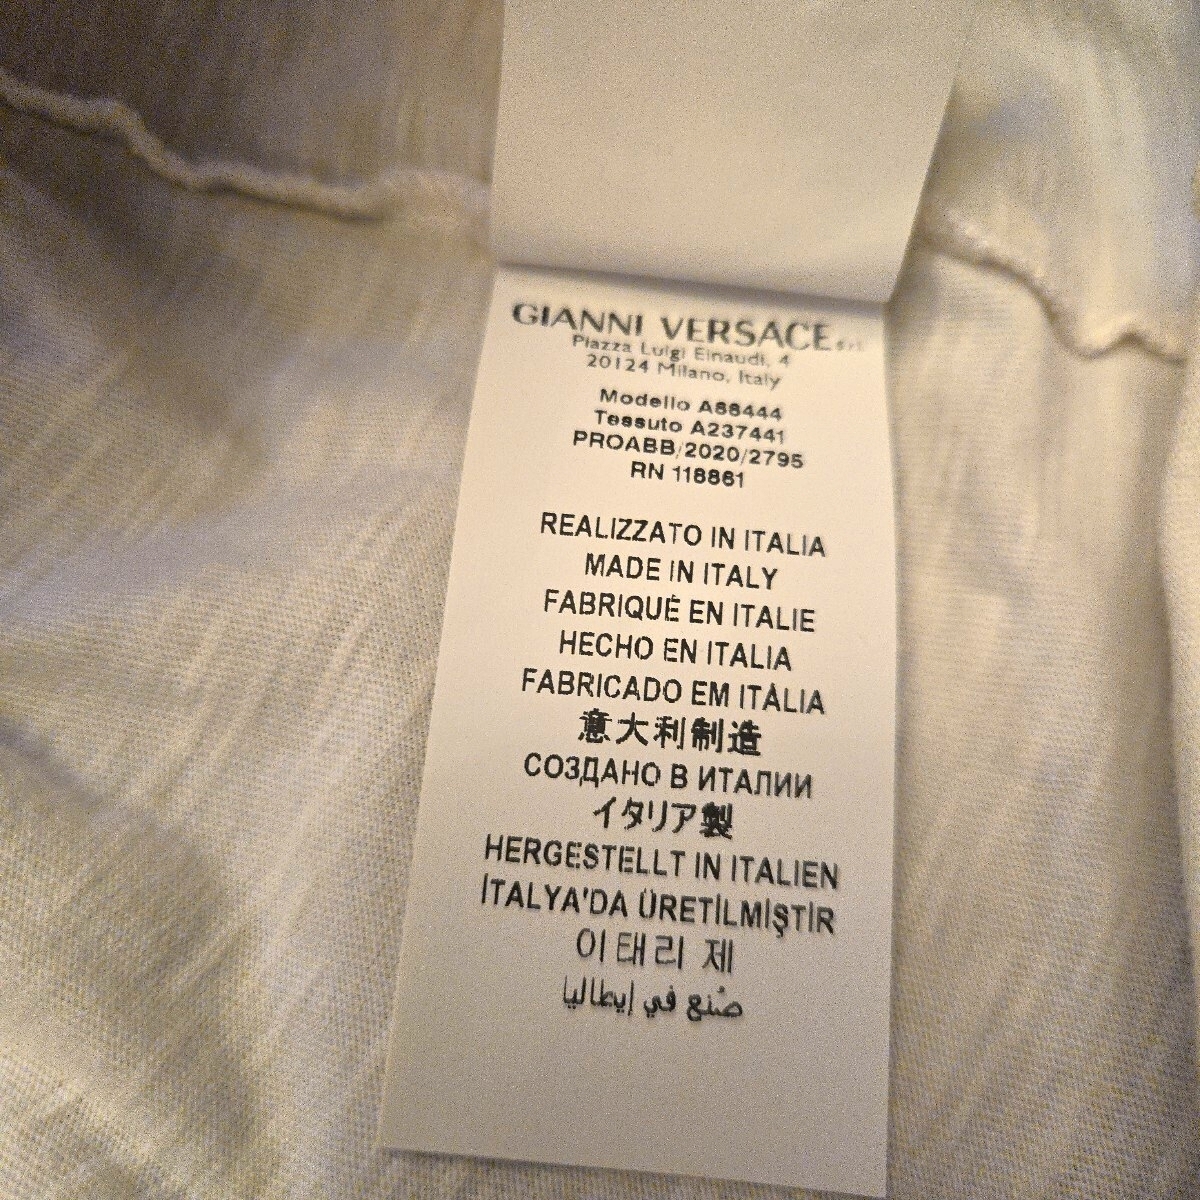 GIANNI VERSACE s.r.l.
Piazza Luigi Einaudi, 4
20124 Milano, Italy
Modello A88444
Tessuto A237441
PROABB/2020/2795
RN 118861
REALIZZATO IN ITALIA
MADE IN ITALY
FABRIQUÉ EN ITALIE
HECHO EN ITALIA
FABRICADO EM ITÁLIA
意大利制造
СОЗДАНО В ИТАЛИИ
イタリア製
HERGESTELLT IN ITALIEN
İTALYA'DA ÜRETİLMİŞTİR
이태리 제
صُنع في إيطاليا